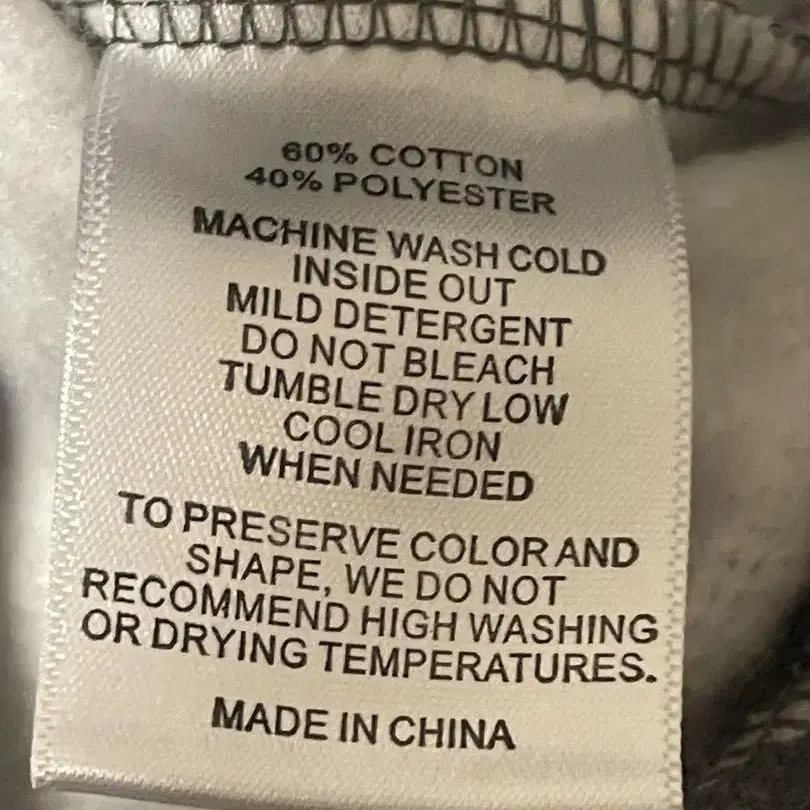 60% COTTON
40% POLYESTER
MACHINE WASH COLD
INSIDE OUT
MILD DETERGENT
DO NOT BLEACH
TUMBLE DRY LOW
COOL IRON
WHEN NEEDED
TO PRESERVE COLOR AND
SHAPE, WE DO NOT
RECOMMEND HIGH WASHING
OR DRYING TEMPERATURES.
MADE IN CHINA